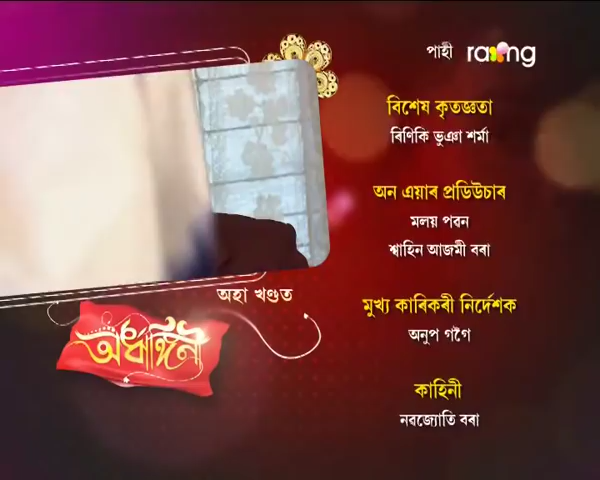 পাহী rang
বিশেষ কৃতজ্ঞতা
ৰিণিকি ভুঞা শৰ্মা
অন এয়াৰ প্ৰডিউচাৰ
মলয় পৱন
শ্বাহিন আজমী বৰা
অহা খণ্ডত
মুখ্য কাৰিকৰী নিৰ্দেশক
অনুপ গগৈ
অৰ্ধাংগিনী
কাহিনী
নৱজ্যোতি বৰা